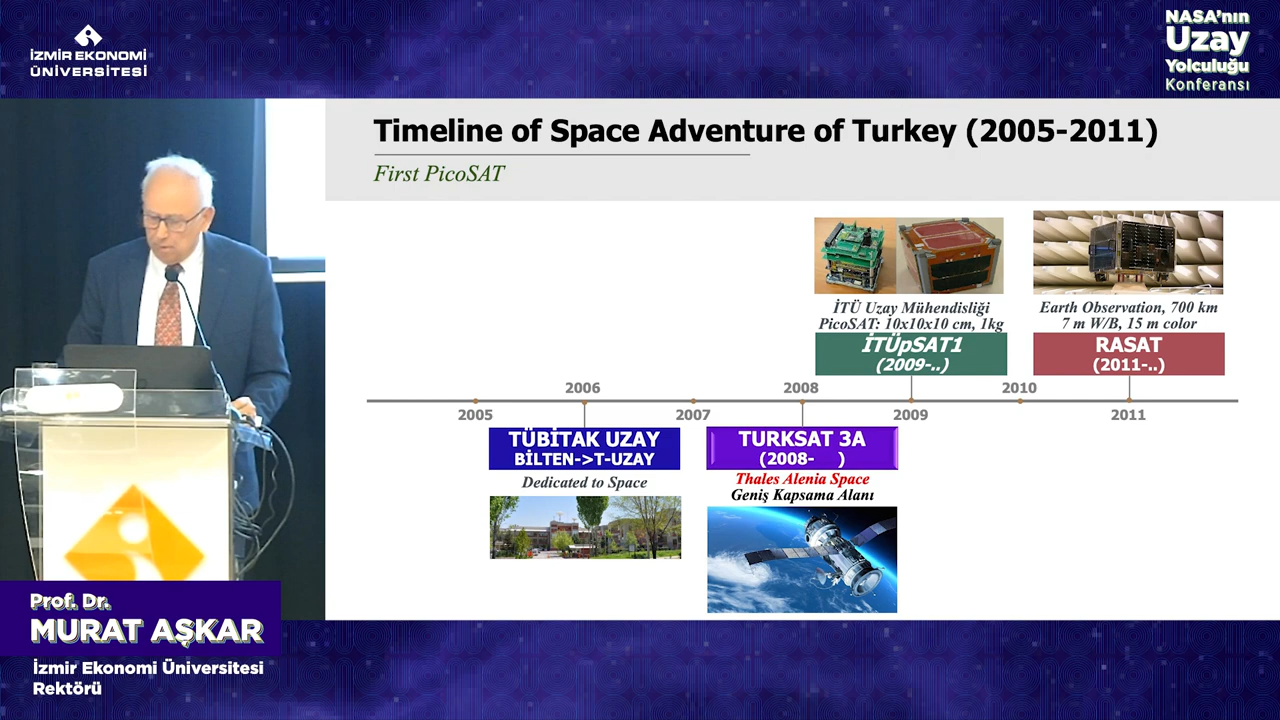 İZMİR EKONOMİ
ÜNİVERSİTESİ
NASA’nın
Uzay
Yolculuğu
Konferansı
Timeline of Space Adventure of Turkey (2005-2011)
First PicoSAT
İTÜ Uzay Mühendisliği
PicoSAT: 10x10x10 cm, 1kg
İTÜpSAT1
(2009-..)
Earth Observation, 700 km
7 m W/B, 15 m color
RASAT
(2011-..)
2006
2008
2010
2005
2007
2009
2011
TÜBİTAK UZAY
BİLTEN->T-UZAY
Dedicated to Space
TURKSAT 3A
(2008- )
Thales Alenia Space
Geniş Kapsama Alanı
Prof. Dr.
MURAT AŞKAR
İzmir Ekonomi Üniversitesi
Rektörü